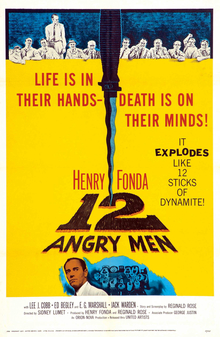 LIFE IS IN
THEIR HANDS- DEATH IS ON
THEIR MINDS!
IT
EXPLODES
LIKE
12
STICKS
OF
DYNAMITE!
HENRY FONDA
12
ANGRY MEN
with LEE J. COBB · ED BEGLEY and E. G. MARSHALL · JACK WARDEN · Story and Screenplay by REGINALD ROSE
Directed by SIDNEY LUMET · Produced by HENRY FONDA and REGINALD ROSE · Associate Producer GEORGE JUSTIN
AN ORION-NOVA Production · Released thru UNITED ARTISTS